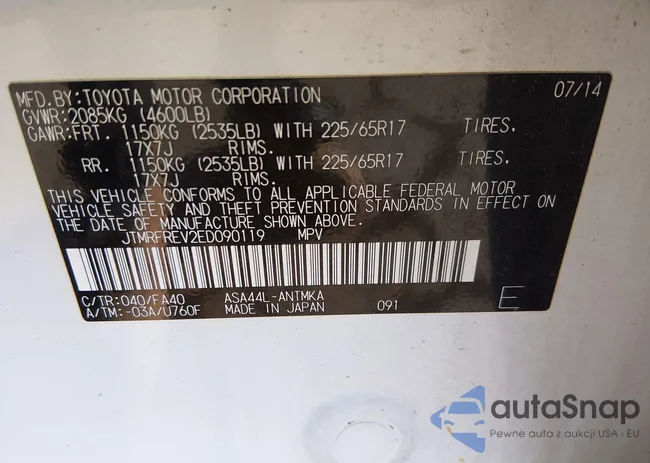 MFD.BY:TOYOTA MOTOR CORPORATION 07/14
GVWR:2085KG (4600LB)
GAWR:FRT. 1150KG (2535LB) WITH 225/65R17 TIRES.
17X7J RIMS.
RR. 1150KG (2535LB) WITH 225/65R17 TIRES.
17X7J RIMS.
THIS VEHICLE CONFORMS TO ALL APPLICABLE FEDERAL MOTOR
VEHICLE SAFETY AND THEFT PREVENTION STANDARDS IN EFFECT ON
THE DATE OF MANUFACTURE SHOWN ABOVE.
JTMRFREV2ED090119 MPV
C/TR:040/FA40 ASA44L-ANTMKA
A/TM:-03A/U760F MADE IN JAPAN 091 E
autaSnap
Pewne auta z aukcji USA i EU